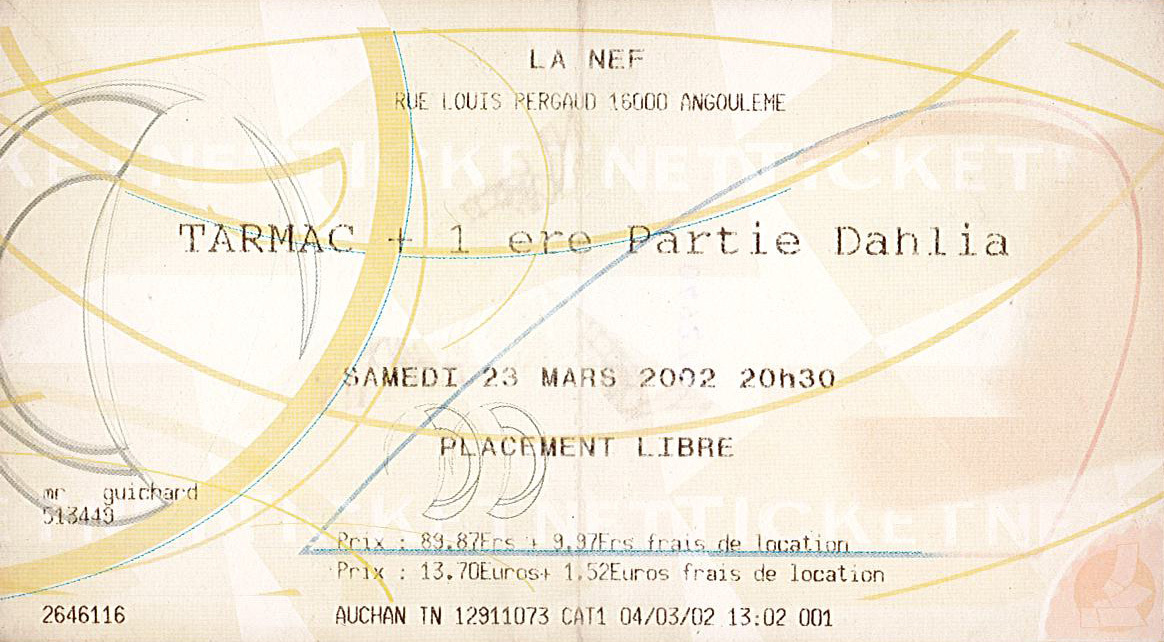 LA NEF
RUE LOUIS PERGAUD 16000 ANGOULEME
NETTICKET
TARMAC + 1 ere Partie Dahlia
SAMEDI 23 MARS 2002 20h30
PLACEMENT LIBRE
mr guichard
513449
NETTICKET
Prix : 89.87Frs + 9.97Frs frais de location
Prix : 13.70Euros+ 1.52Euros frais de location
2646116
AUCHAN TN 12911073 CAT1 04/03/02 13:02 001